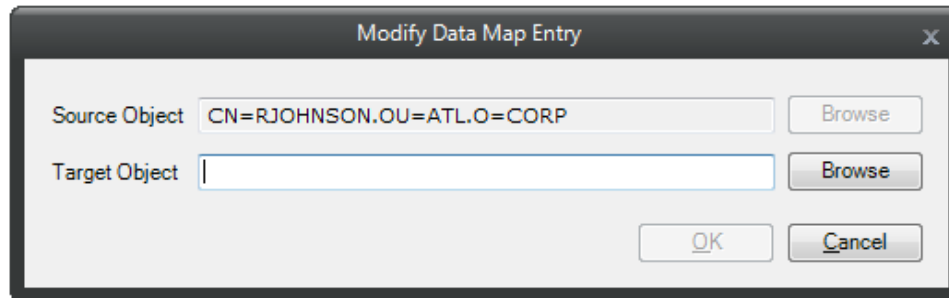 Modify Data Map Entry x
Source Object CN=RJOHNSON.OU=ATL.O=CORP Browse
Target Object Browse
OK Cancel